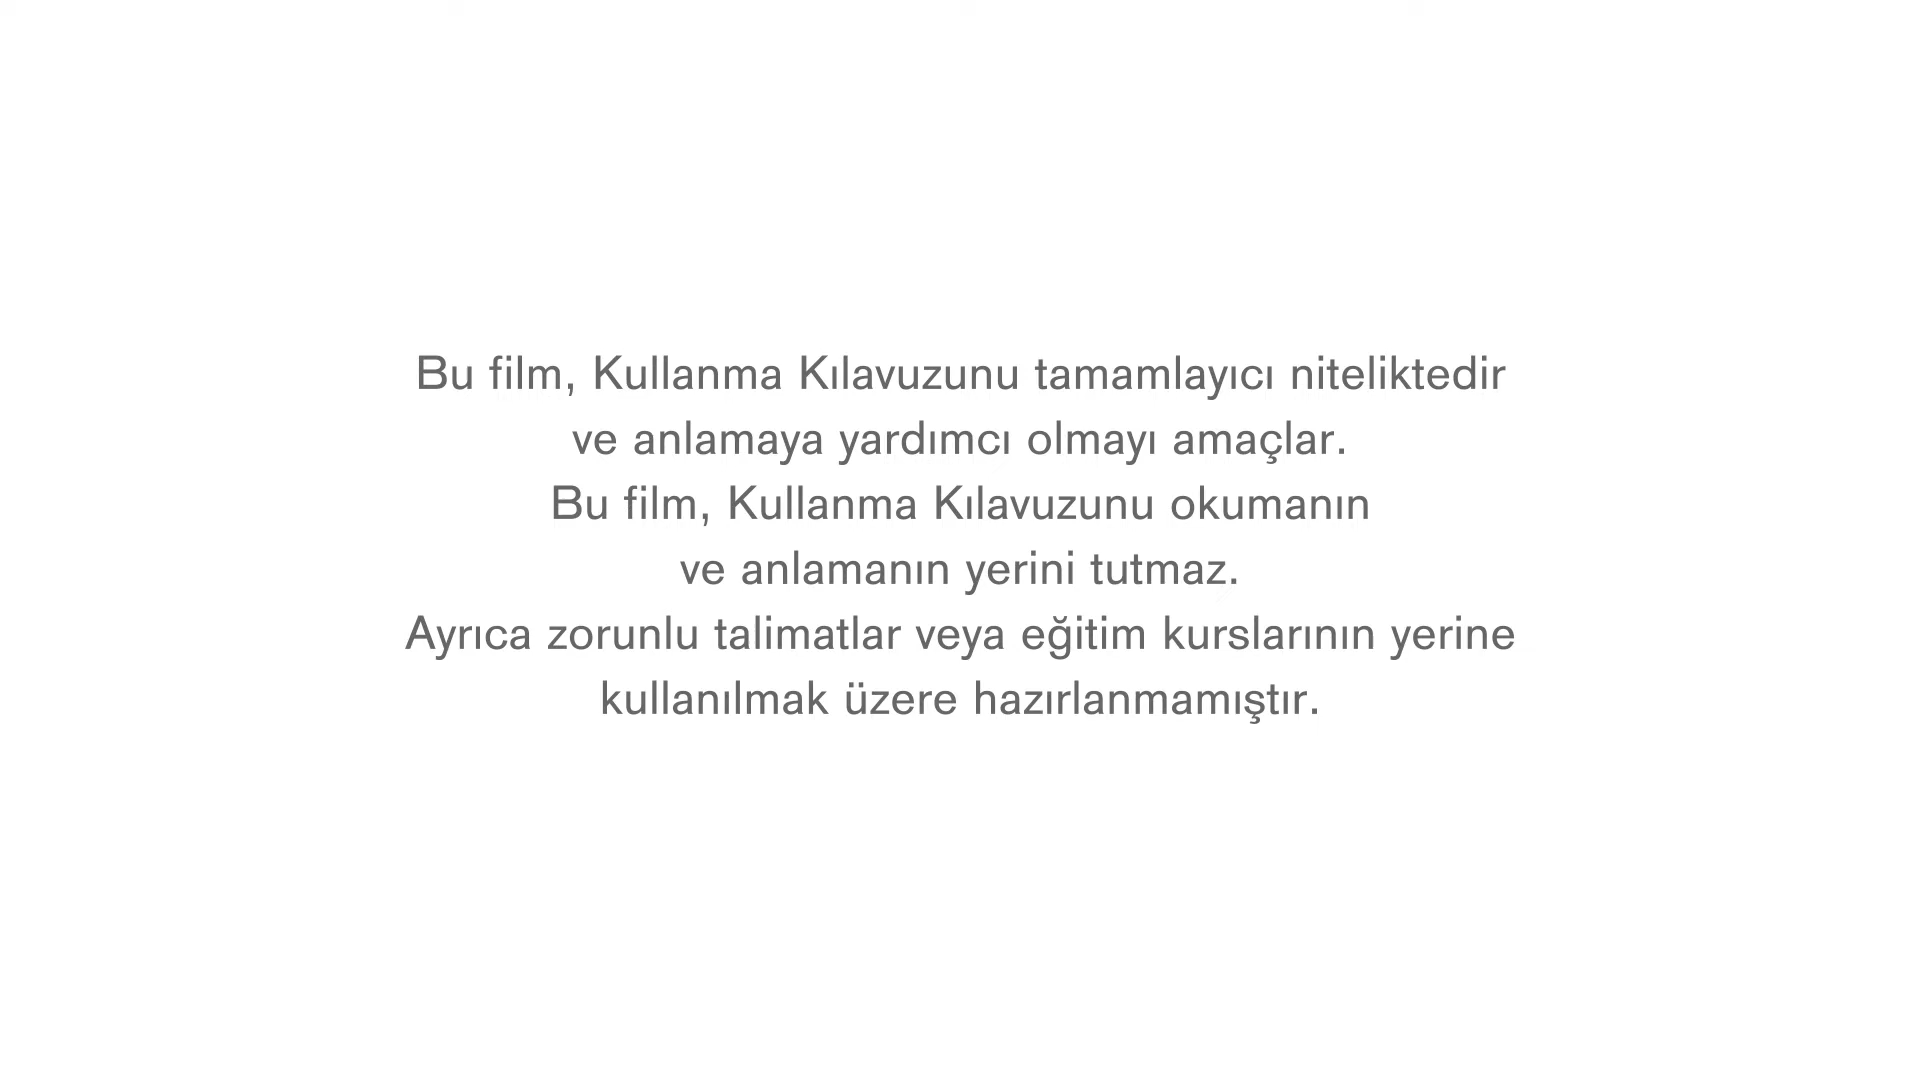 Bu film, Kullanma Kılavuzunu tamamlayıcı niteliktedir
ve anlamaya yardımcı olmayı amaçlar.
Bu film, Kullanma Kılavuzunu okumanın
ve anlamanın yerini tutmaz.
Ayrıca zorunlu talimatlar veya eğitim kurslarının yerine
kullanılmak üzere hazırlanmamıştır.